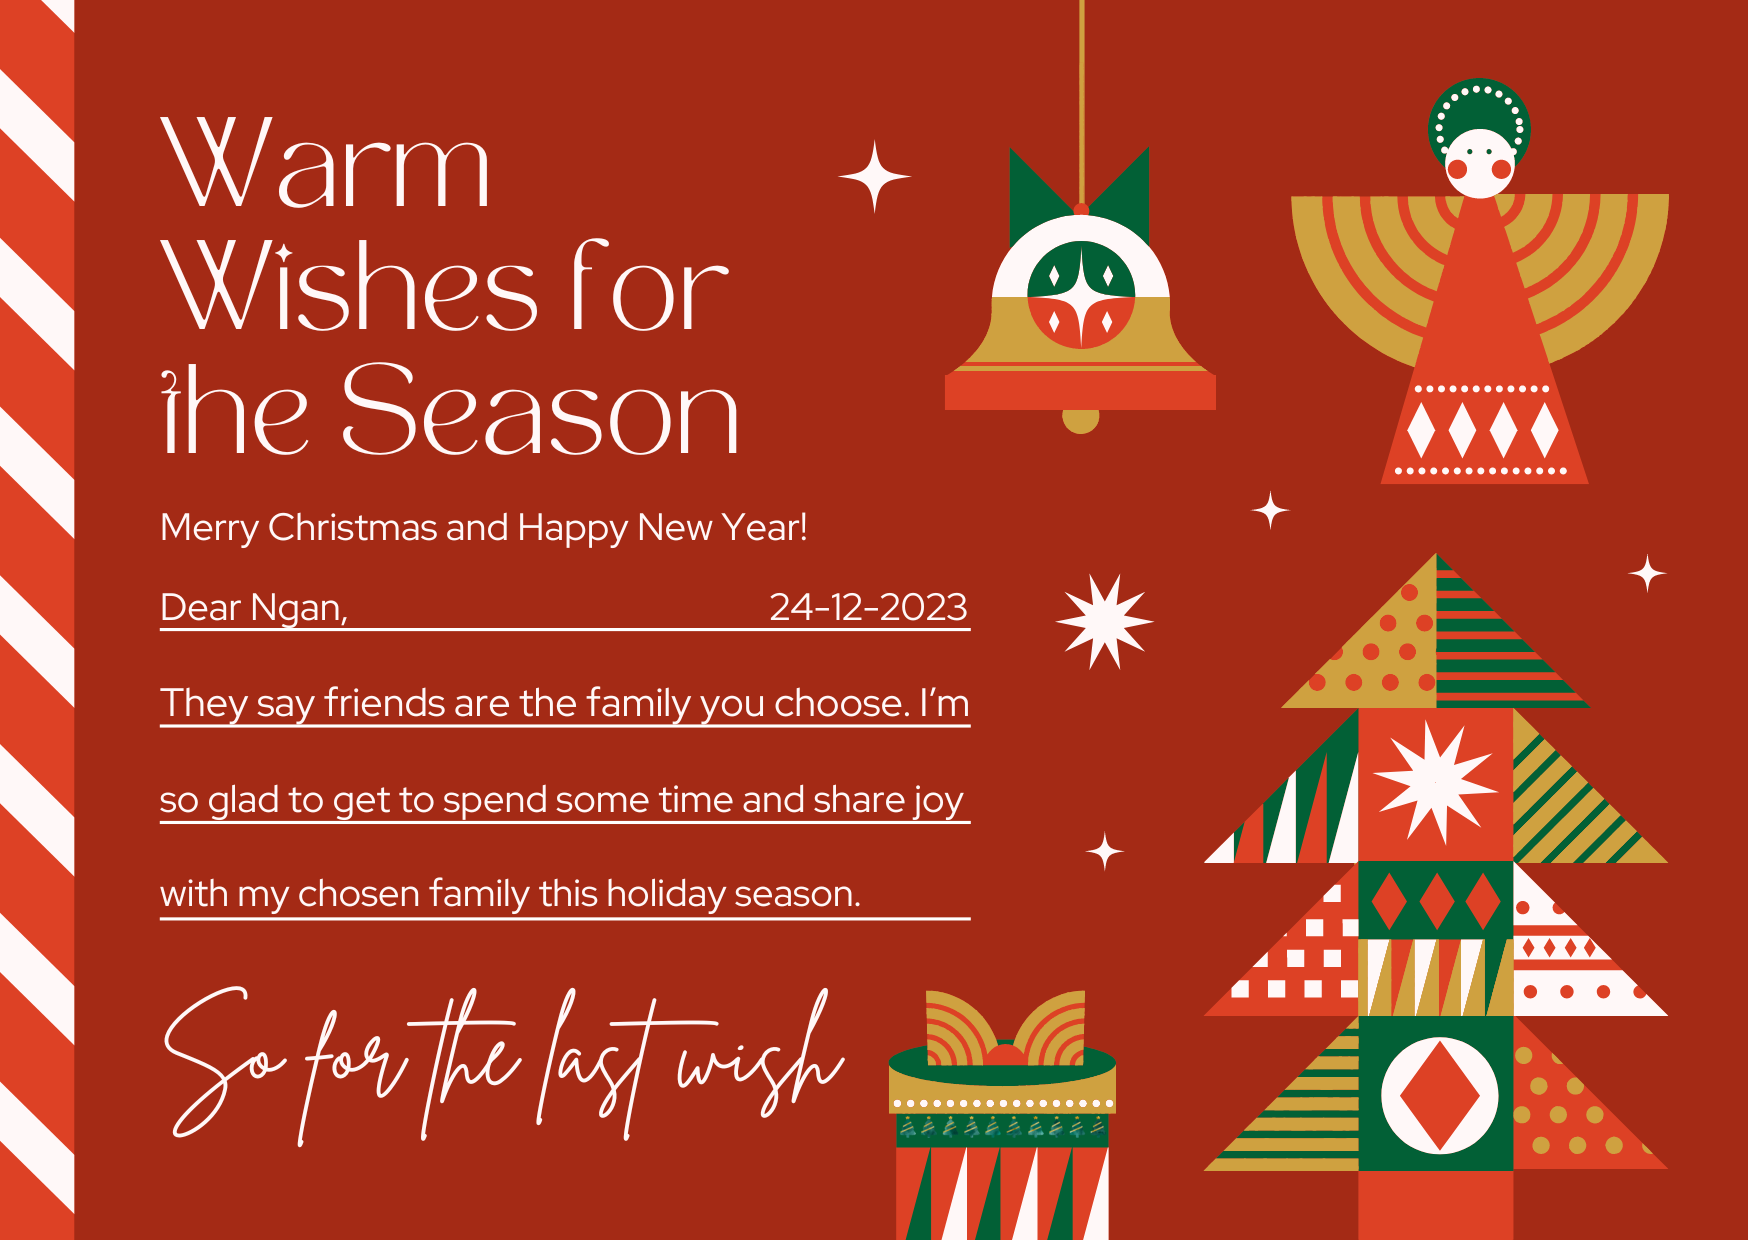 Warm
Wishes for
the Season
Merry Christmas and Happy New Year!
Dear Ngan, 24-12-2023
They say friends are the family you choose. I’m
so glad to get to spend some time and share joy
with my chosen family this holiday season.
So for the last wish